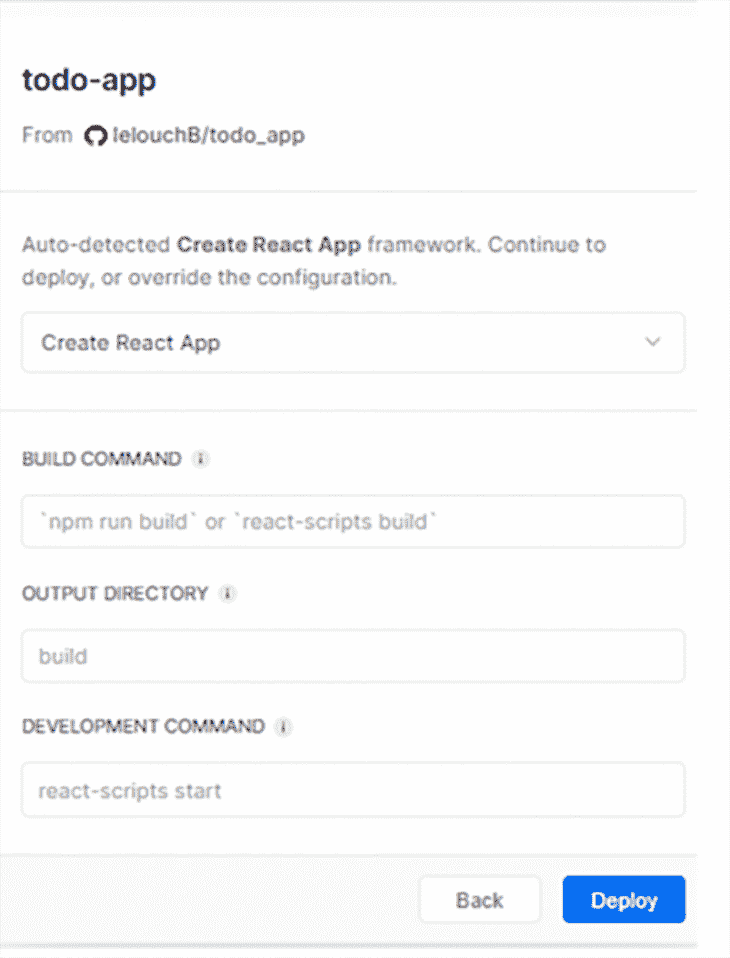 todo-app
From lelouchB/todo_app
Auto-detected Create React App framework. Continue to
deploy, or override the configuration.
Create React App
BUILD COMMAND i
`npm run build` or `react-scripts build`
OUTPUT DIRECTORY i
build
DEVELOPMENT COMMAND i
react-scripts start
Back Deploy